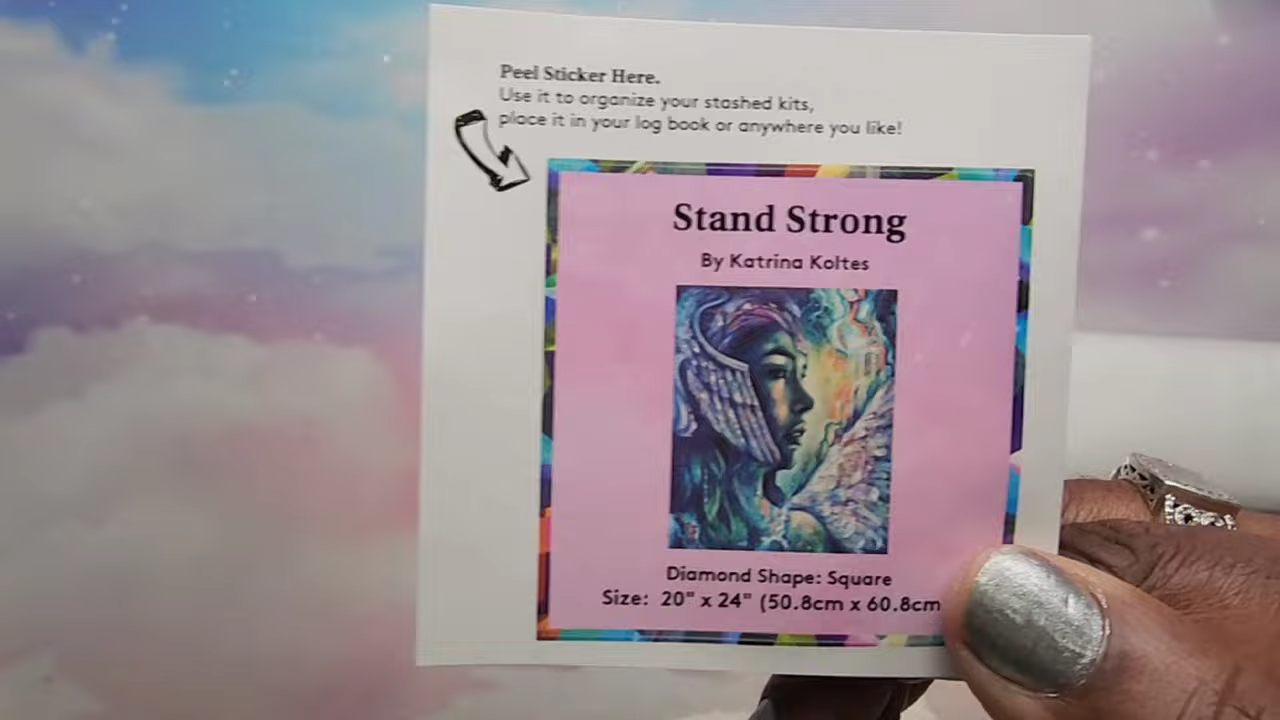 Peel Sticker Here.
Use it to organize your stashed kits,
place it in your log book or anywhere you like!
Stand Strong
By Katrina Koltes
Diamond Shape: Square
Size: 20" x 24" (50.8cm x 60.8cm